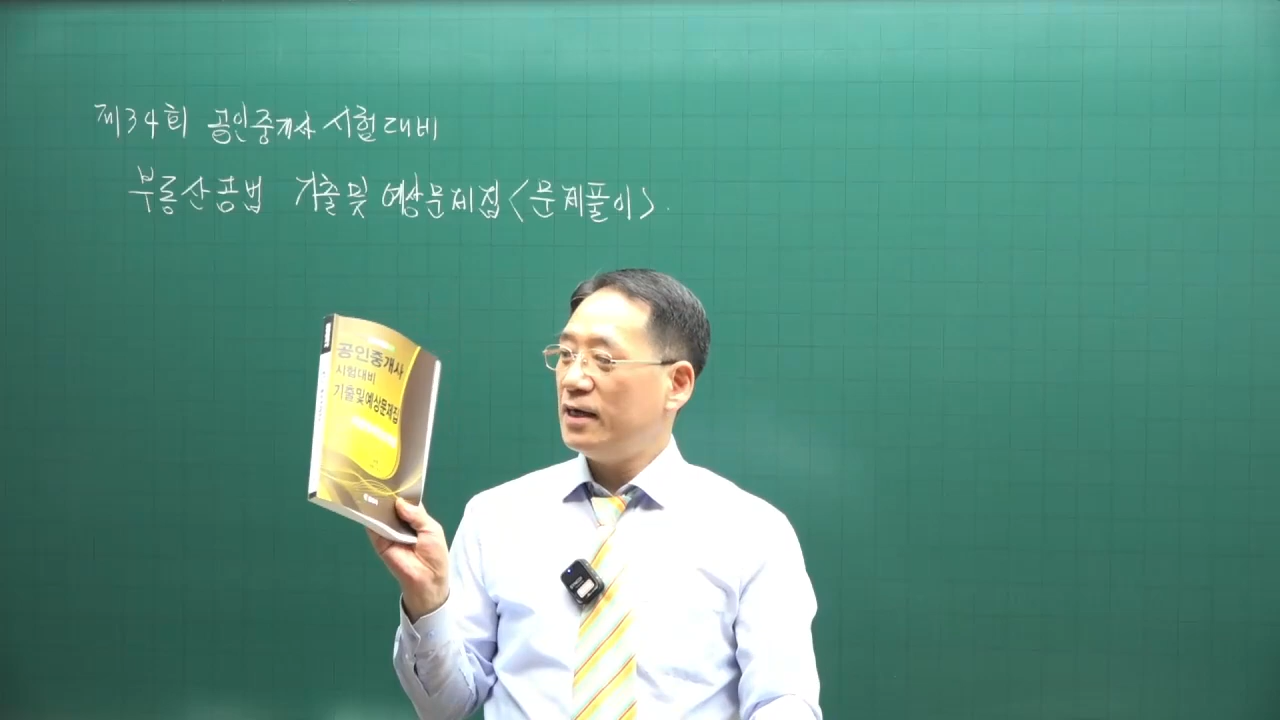 제34회 공인중개사 시험대비
부동산공법 기출및 예상문제집<문제풀이>.
공인중개사
시험대비
기출및예상문제집